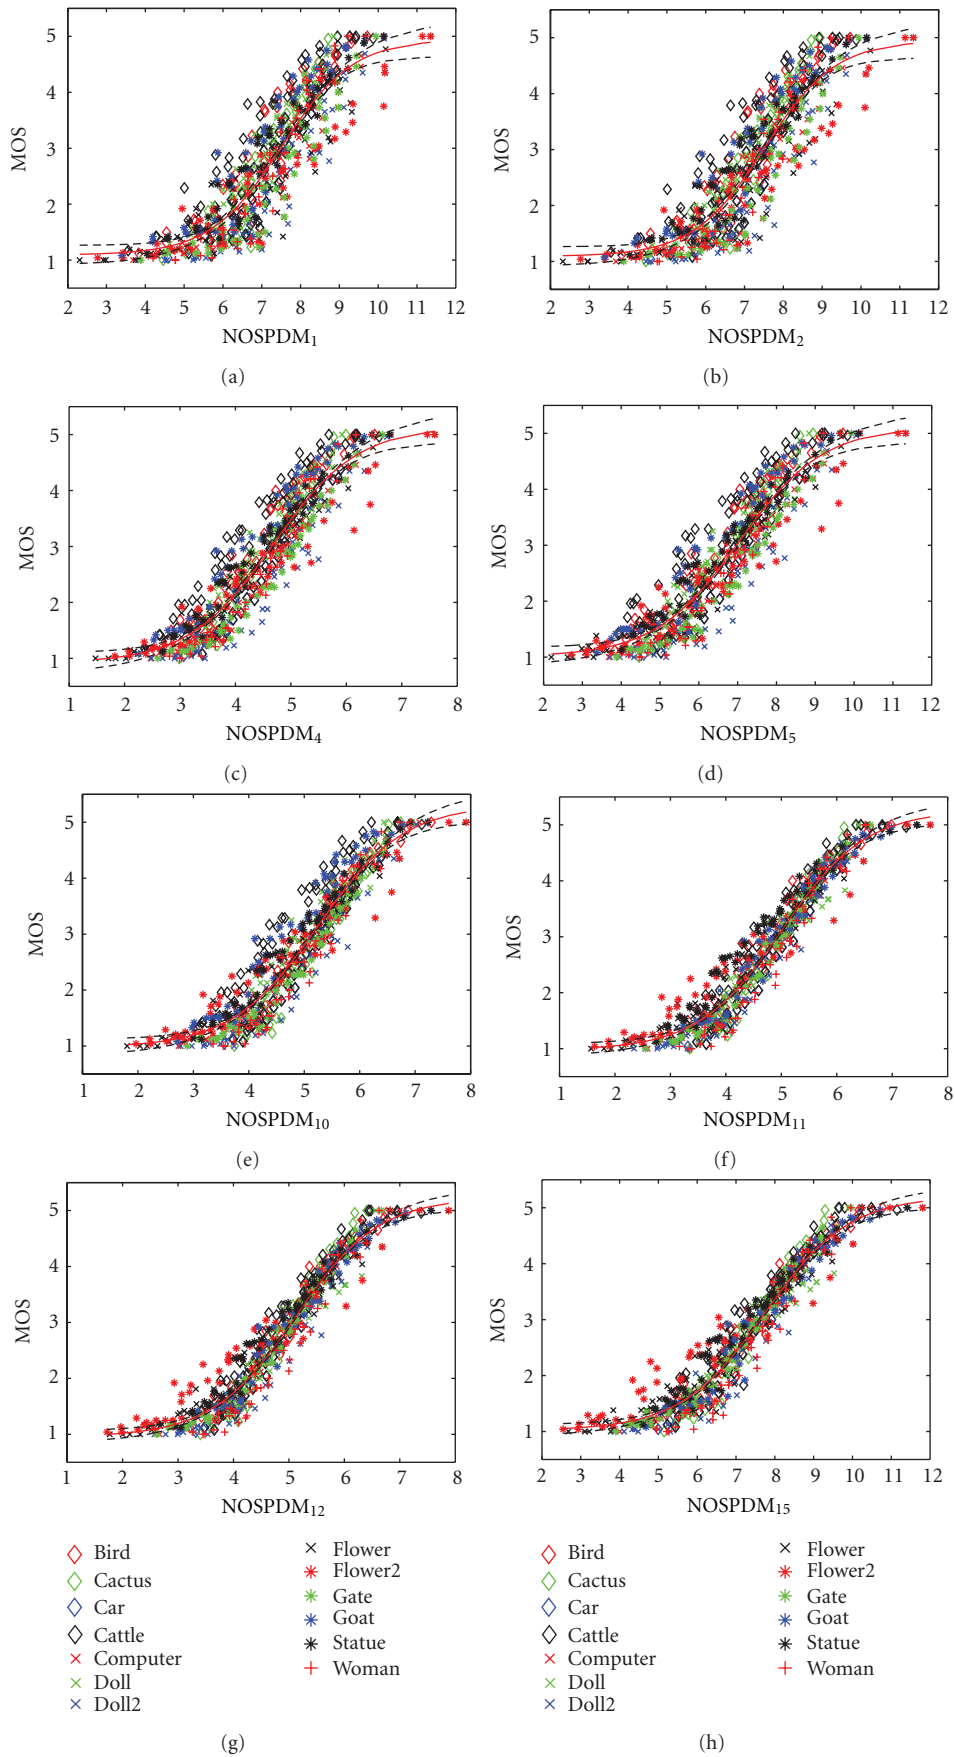 5
4
3
2
1
MOS
2 3 4 5 6 7 8 9 10 11 12
NOSPDM1
(a)
5
4
3
2
1
MOS
2 3 4 5 6 7 8 9 10 11 12
NOSPDM2
(b)
5
4
3
2
1
MOS
1 2 3 4 5 6 7 8
NOSPDM4
(c)
5
4
3
2
1
MOS
2 3 4 5 6 7 8 9 10 11 12
NOSPDM5
(d)
5
4
3
2
1
MOS
1 2 3 4 5 6 7 8
NOSPDM10
(e)
5
4
3
2
1
MOS
1 2 3 4 5 6 7 8
NOSPDM11
(f)
5
4
3
2
1
MOS
1 2 3 4 5 6 7 8
NOSPDM12
Bird
Cactus
Car
Cattle
Computer
Doll
Doll2
Flower
Flower2
Gate
Goat
Statue
Woman
(g)
5
4
3
2
1
MOS
2 3 4 5 6 7 8 9 10 11 12
NOSPDM15
Bird
Cactus
Car
Cattle
Computer
Doll
Doll2
Flower
Flower2
Gate
Goat
Statue
Woman
(h)